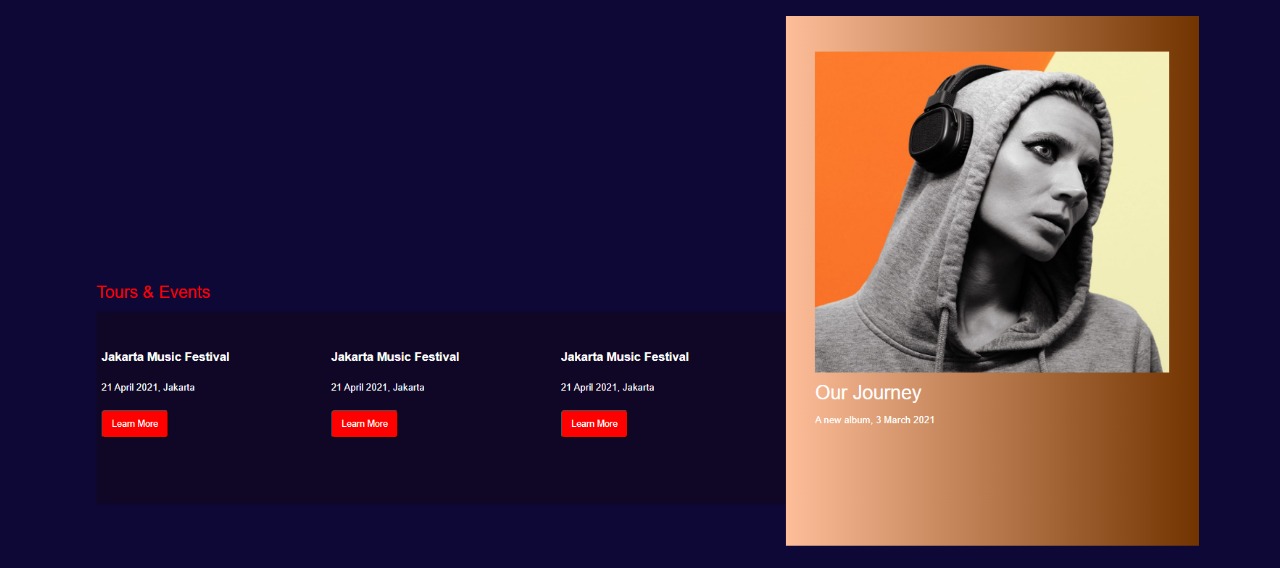 Tours & Events
Jakarta Music Festival
21 April 2021, Jakarta
Learn More
Jakarta Music Festival
21 April 2021, Jakarta
Learn More
Jakarta Music Festival
21 April 2021, Jakarta
Learn More
Our Journey
A new album, 3 March 2021